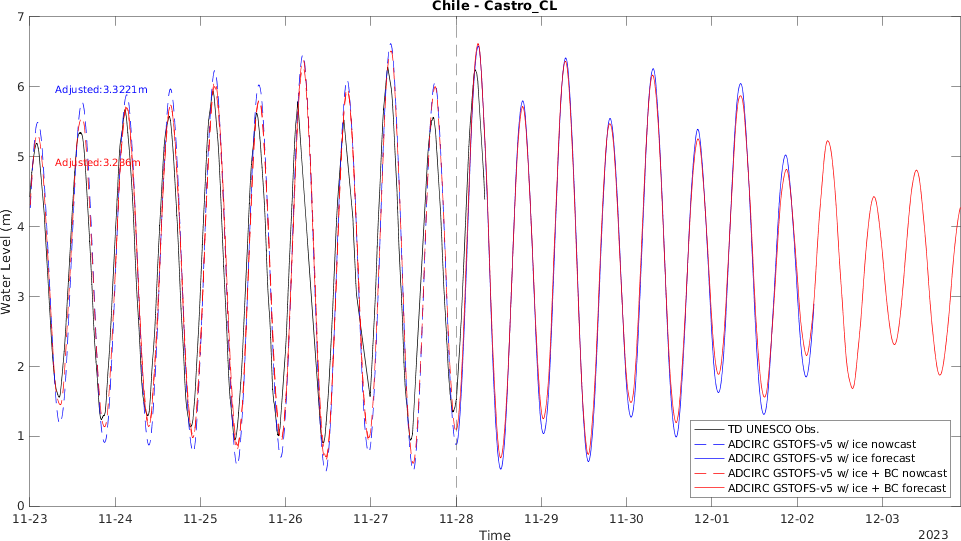 Chile - Castro_CL
7
6
5
4
3
2
1
0
Water Level (m)
Adjusted:3.3221m
Adjusted:3.236m
TD UNESCO Obs.
ADCIRC GSTOFS-v5 w/ ice nowcast
ADCIRC GSTOFS-v5 w/ ice forecast
ADCIRC GSTOFS-v5 w/ ice + BC nowcast
ADCIRC GSTOFS-v5 w/ ice + BC forecast
11-23 11-24 11-25 11-26 11-27 11-28 11-29 11-30 12-01 12-02 12-03
Time
2023